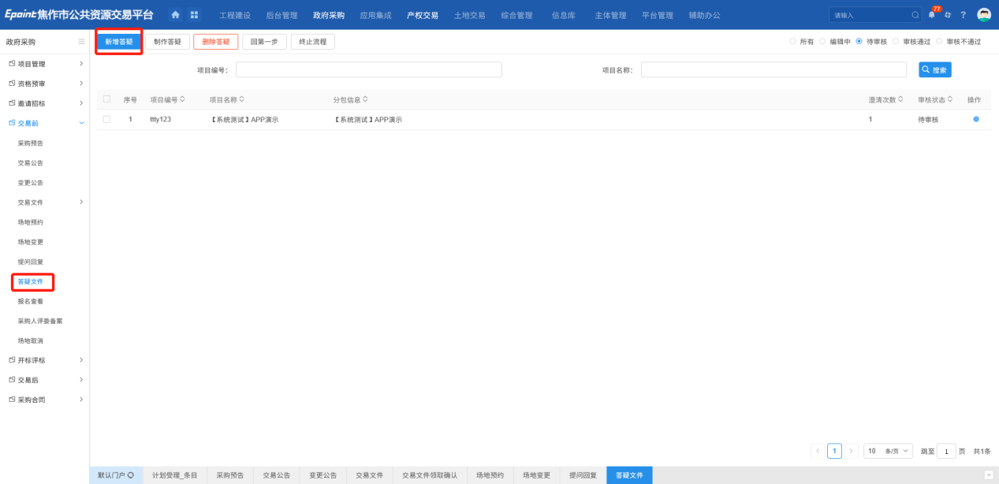 Epoint焦作市公共资源交易平台 工程建设 后台管理 政府采购 应用集成 产权交易 土地交易 综合管理 信息库 主体管理 平台管理 辅助办公 请输入 77 ?
政府采购
项目管理
资格预审
邀请招标
交易前
采购预告
交易公告
变更公告
交易文件
场地预约
场地变更
提问回复
答疑文件
报名查看
采购人评委备案
场地取消
开标评标
交易后
采购合同
新增答疑 制作答疑 删除答疑 回第一步 终止流程 所有 编辑中 待审核 审核通过 审核不通过
项目编号: 项目名称: 搜索
序号 项目编号 项目名称 分包信息 澄清次数 审核状态 操作
1 ttty123 【系统测试】APP演示 【系统测试】APP演示 1 待审核
1 10 条/页 跳至 1 页 共1条
默认门户 计划受理_条目 采购预告 交易公告 变更公告 交易文件 交易文件领取确认 场地预约 场地变更 提问回复 答疑文件